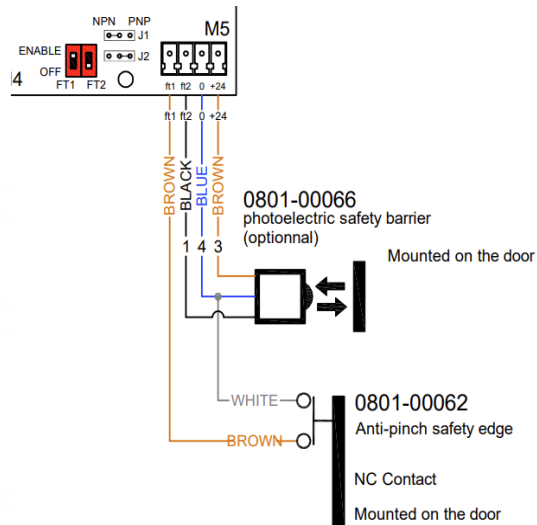 NPN PNP
J1
M5
ENABLE
J2
OFF
14
FT1 FT2
ft1 ft2 0 +24
ft1 ft2 0 +24
BROWN
BLACK
BLUE
BROWN
0801-00066
photoelectric safety barrier
(optionnal)
1 4 3
Mounted on the door
WHITE
0801-00062
Anti-pinch safety edge
BROWN
NC Contact
Mounted on the door